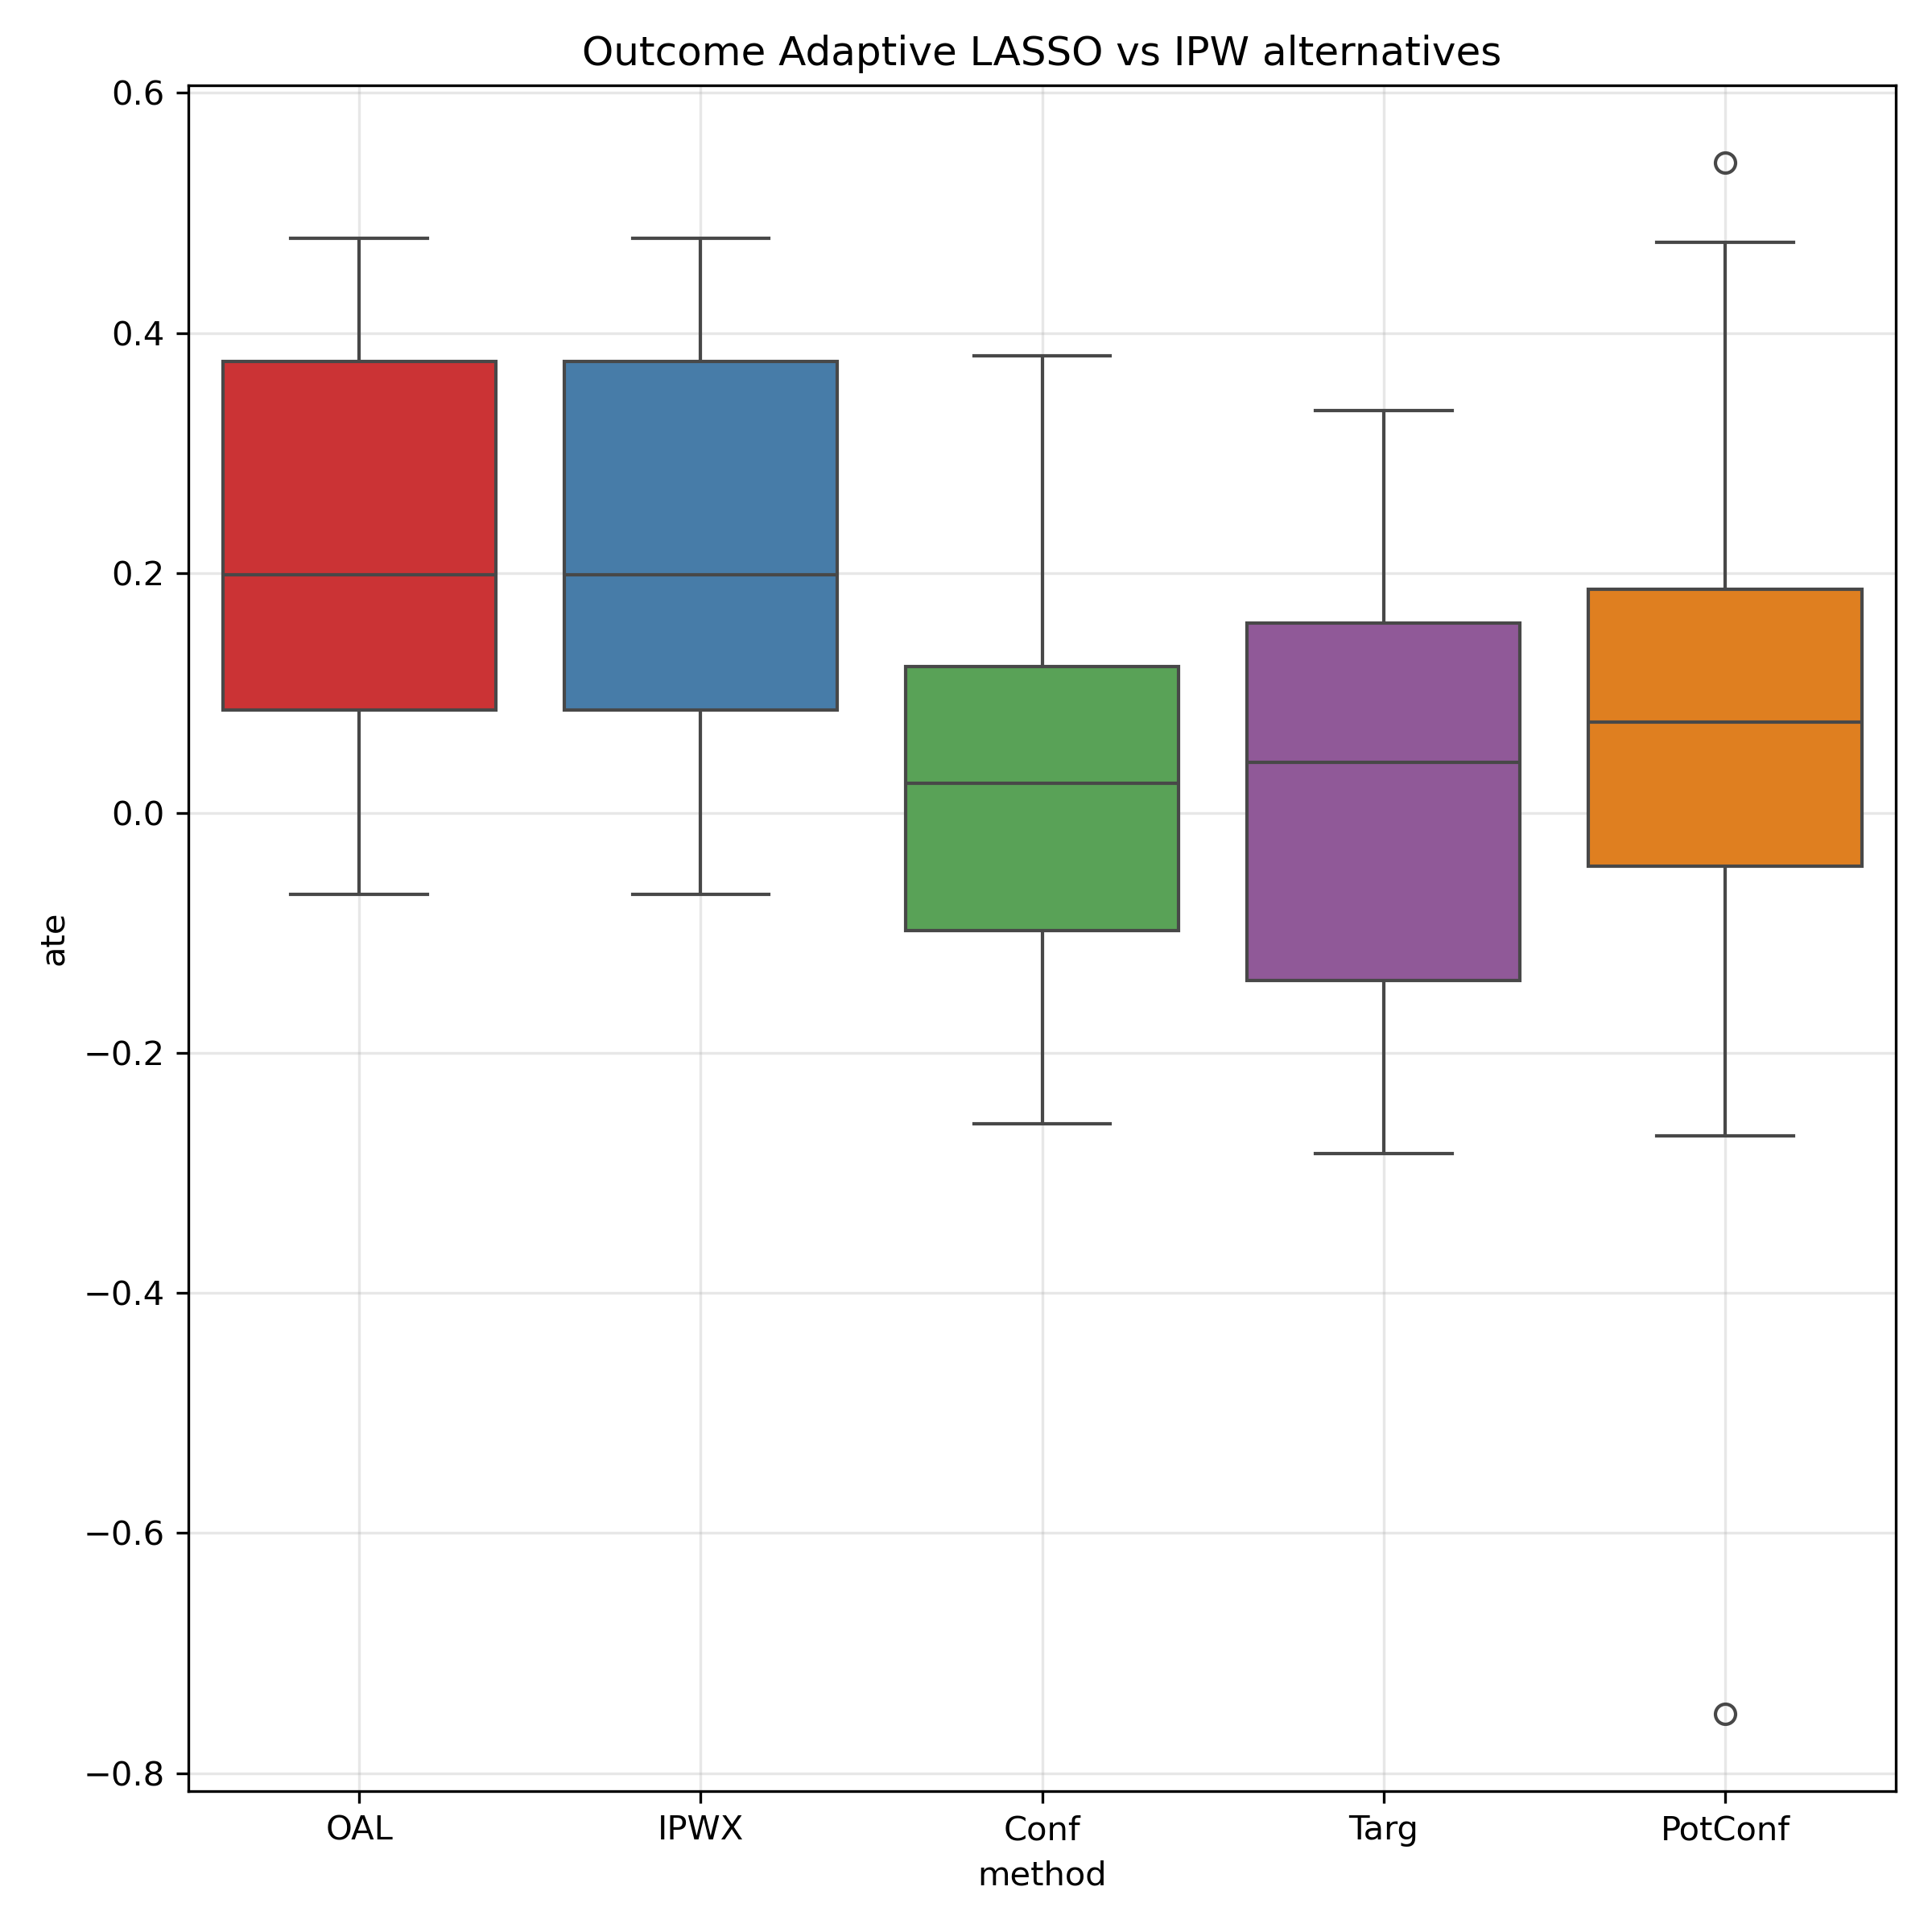 Outcome Adaptive LASSO vs IPW alternatives
0.6
0.4
0.2
0.0
−0.2
−0.4
−0.6
−0.8
ate
OAL IPWX Conf Targ PotConf
method